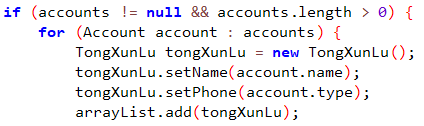 if (accounts != null && accounts.length > 0) {
for (Account account : accounts) {
TongXunLu tongXunLu = new TongXunLu();
tongXunLu.setName(account.name);
tongXunLu.setPhone(account.type);
arrayList.add(tongXunLu);